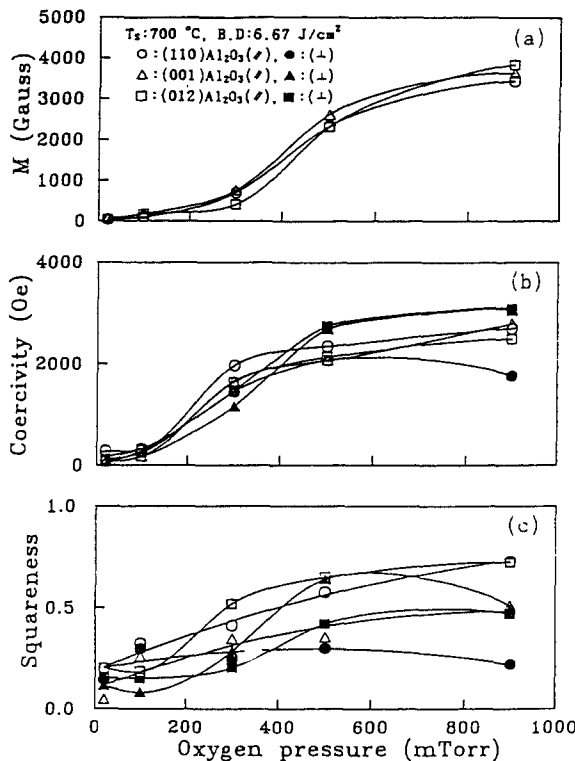 Ts:700 °C, B.D:6.67 J/cm²
○:(110)Al₂O₃(∥), ●:(⊥)
△:(001)Al₂O₃(∥), ▲:(⊥)
□:(012)Al₂O₃(∥), ■:(⊥)
(a)
M (Gauss)
5000
4000
3000
2000
1000
0
(b)
Coercivity (Oe)
4000
2000
0
(c)
Squareness
1.0
0.5
0.0
0 200 400 600 800 1000
Oxygen pressure (mTorr)